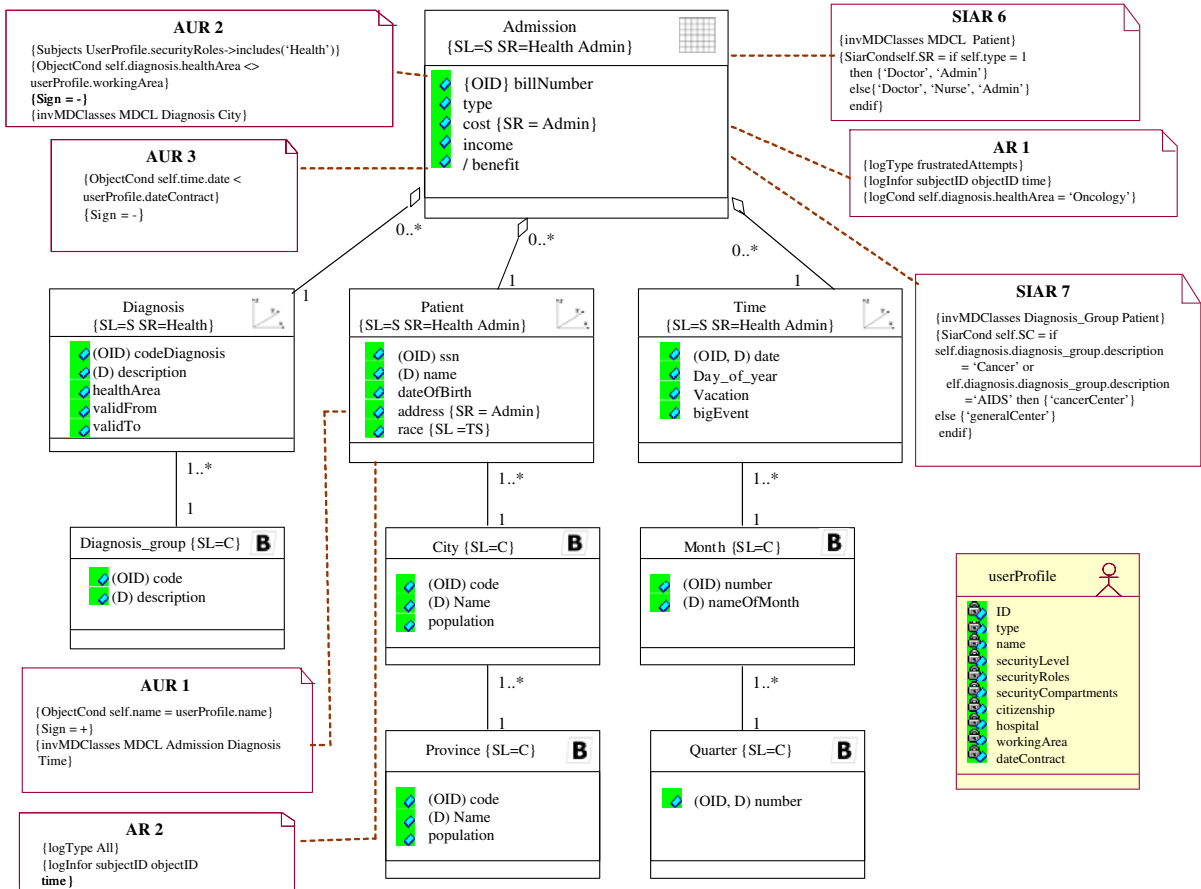 AUR 2
{Subjects UserProfile.securityRoles->includes(‘Health’)}
{ObjectCond self.diagnosis.healthArea <>
userProfile.workingArea}
{Sign = -}
{invMDClasses MDCL Diagnosis City}
Admission
{SL=S SR=Health Admin}
{OID} billNumber
type
cost {SR = Admin}
income
/ benefit
SIAR 6
{invMDClasses MDCL Patient}
{SiarCondself.SR = if self.type = 1
then {‘Doctor’, ‘Admin’}
else{‘Doctor’, ‘Nurse’, ‘Admin’}
endif}
AUR 3
{ObjectCond self.time.date <
userProfile.dateContract}
{Sign = -}
AR 1
{logType frustratedAttempts}
{logInfor subjectID objectID time}
{logCond self.diagnosis.healthArea = ‘Oncology’}
0..*
0..*
0..*
1
1
1
Diagnosis
{SL=S SR=Health}
(OID) codeDiagnosis
(D) description
healthArea
validFrom
validTo
Patient
{SL=S SR=Health Admin}
(OID) ssn
(D) name
dateOfBirth
address {SR = Admin}
race {SL =TS}
Time
{SL=S SR=Health Admin}
(OID, D) date
Day_of_year
Vacation
bigEvent
SIAR 7
{invMDClasses Diagnosis_Group Patient}
{SiarCond self.SC = if
self.diagnosis.diagnosis_group.description
= ‘Cancer’ or
elf.diagnosis.diagnosis_group.description
=‘AIDS’ then {‘cancerCenter’}
else {‘generalCenter’}
endif}
1..*
1
1..*
1
1..*
1
Diagnosis_group {SL=C} B
(OID) code
(D) description
City {SL=C} B
(OID) code
(D) Name
population
Month {SL=C} B
(OID) number
(D) nameOfMonth
userProfile
ID
type
name
securityLevel
securityRoles
securityCompartments
citizenship
hospital
workingArea
dateContract
AUR 1
{ObjectCond self.name = userProfile.name}
{Sign = +}
{invMDClasses MDCL Admission Diagnosis
Time}
1..*
1
1..*
1
Province {SL=C} B
(OID) code
(D) Name
population
Quarter {SL=C} B
(OID, D) number
AR 2
{logType All}
{logInfor subjectID objectID
time}